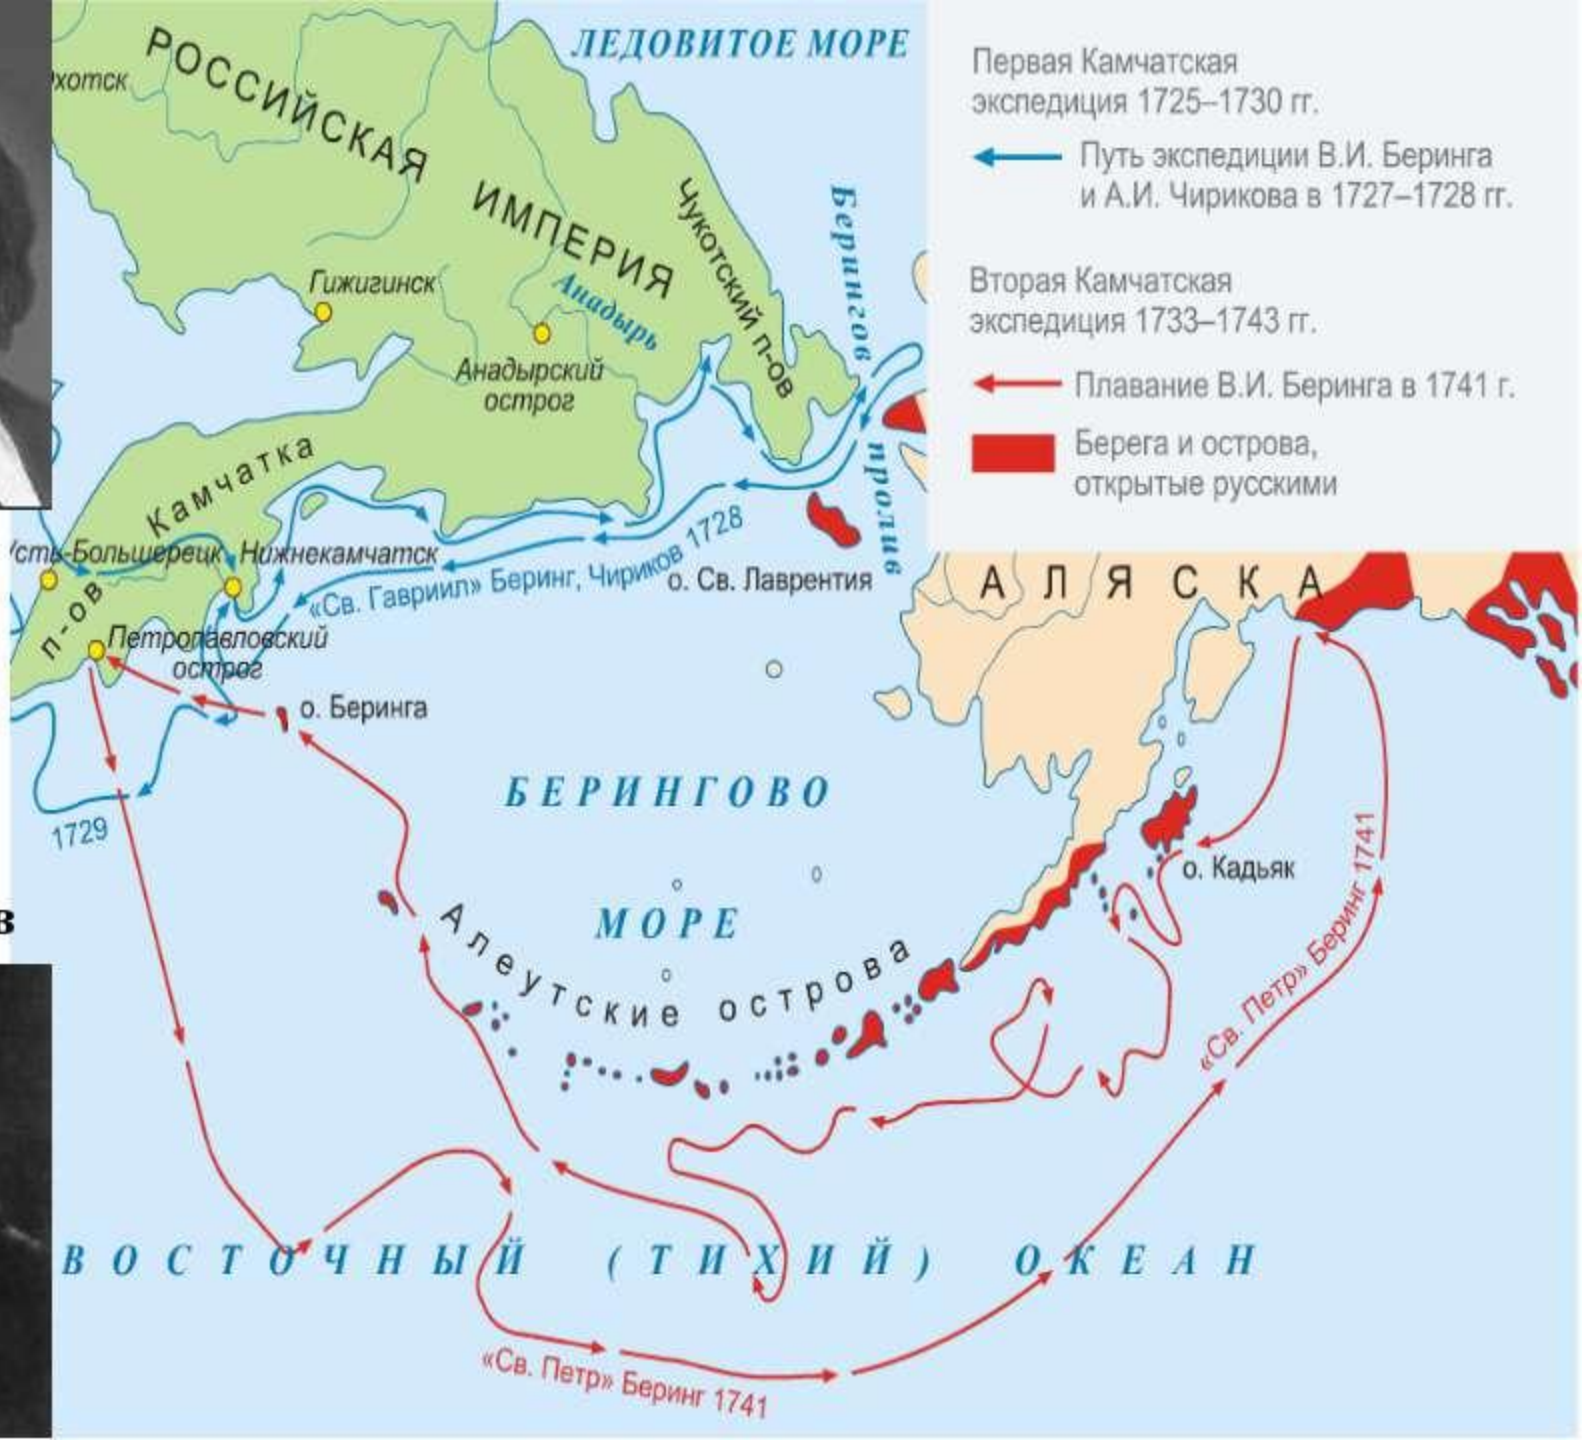 ЛЕДОВИТОЕ МОРЕ
РОССИЙСКАЯ
ИМПЕРИЯ
Чукотский п-ов
Берингов
пролив
Гижигинск
Анадырь
Анадырский
острог
Камчатка
п-ов
Усть-Большерецк
Нижнекамчатск
«Св. Гавриил» Беринг, Чириков 1728
о. Св. Лаврентия
Петропавловский
острог
о. Беринга
1729
БЕРИНГОВО
МОРЕ
Алеутские острова
АЛЯСКА
о. Кадьяк
«Св. Петр» Беринг 1741
ВОСТОЧНЫЙ (ТИХИЙ) ОКЕАН
«Св. Петр» Беринг 1741
Первая Камчатская
экспедиция 1725–1730 гг.
Путь экспедиции В.И. Беринга
и А.И. Чирикова в 1727–1728 гг.
Вторая Камчатская
экспедиция 1733–1743 гг.
Плавание В.И. Беринга в 1741 г.
Берега и острова,
открытые русскими